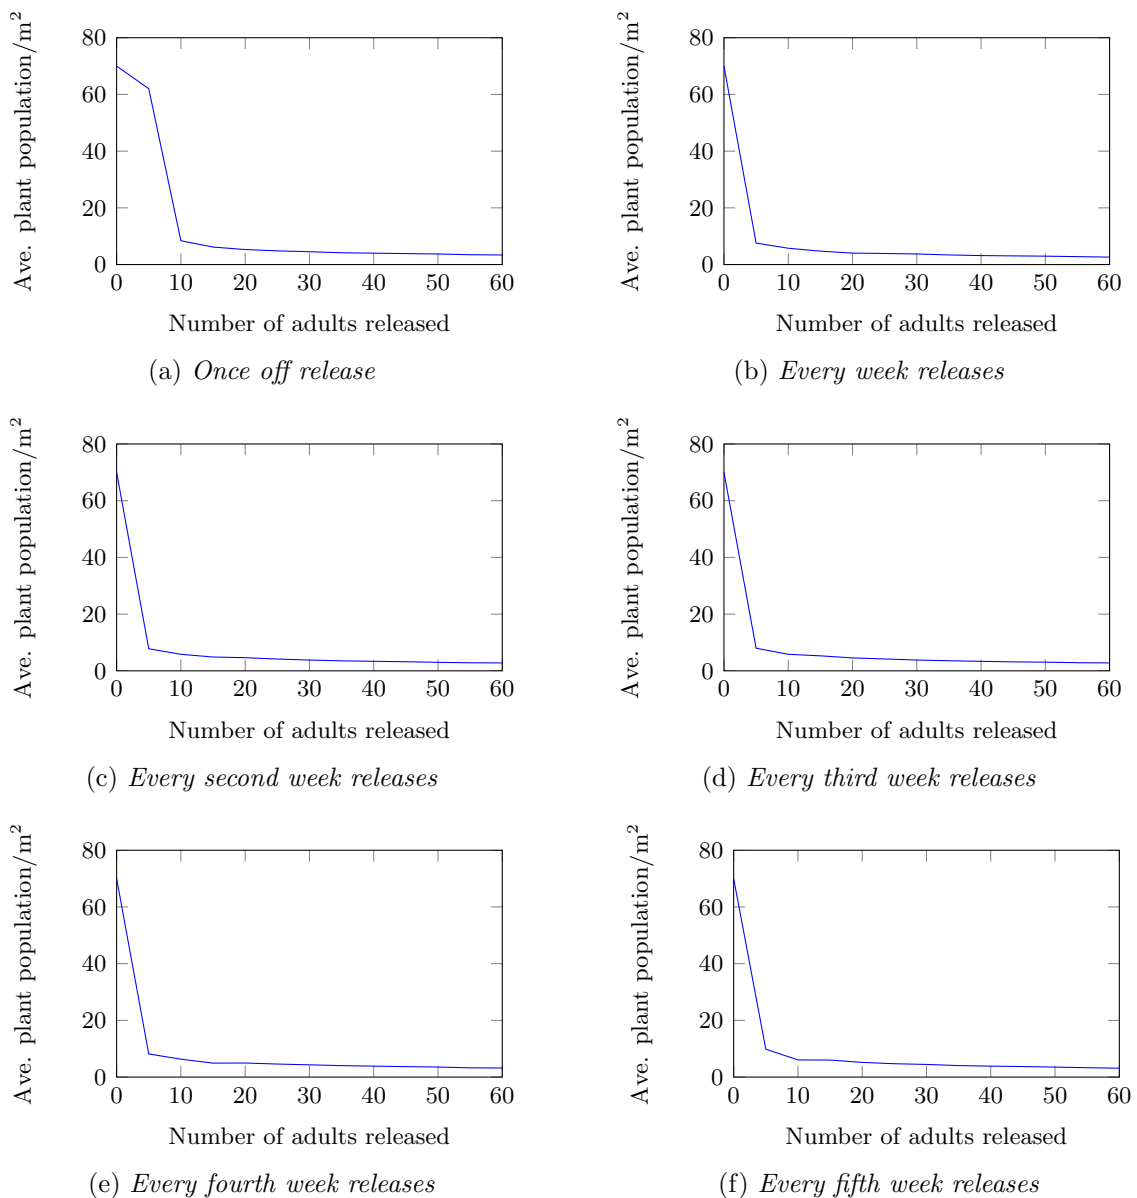 Ave. plant population/m²
80
60
40
20
0
0 10 20 30 40 50 60
Number of adults released
(a) Once off release
Ave. plant population/m²
80
60
40
20
0
0 10 20 30 40 50 60
Number of adults released
(b) Every week releases
Ave. plant population/m²
80
60
40
20
0
0 10 20 30 40 50 60
Number of adults released
(c) Every second week releases
Ave. plant population/m²
80
60
40
20
0
0 10 20 30 40 50 60
Number of adults released
(d) Every third week releases
Ave. plant population/m²
80
60
40
20
0
0 10 20 30 40 50 60
Number of adults released
(e) Every fourth week releases
Ave. plant population/m²
80
60
40
20
0
0 10 20 30 40 50 60
Number of adults released
(f) Every fifth week releases